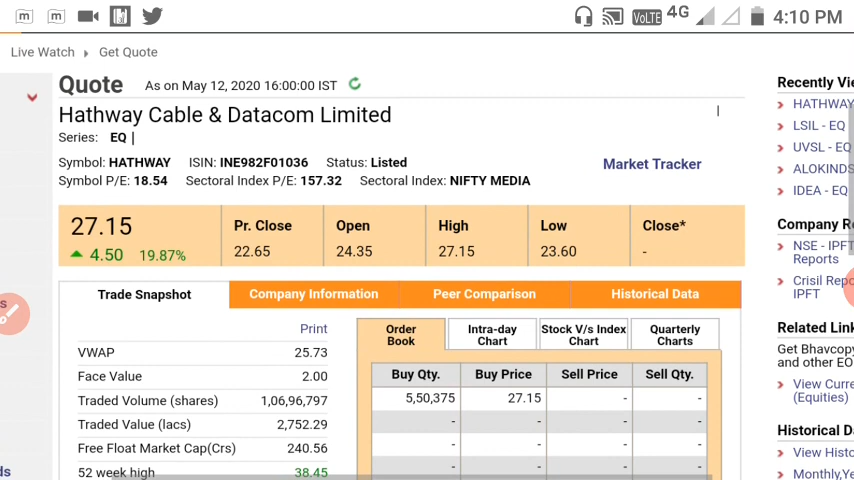 VoLTE 4G 4:10 PM
Live Watch Get Quote
Quote As on May 12, 2020 16:00:00 IST
Hathway Cable & Datacom Limited
Series: EQ |
Symbol: HATHWAY ISIN: INE982F01036 Status: Listed
Symbol P/E: 18.54 Sectoral Index P/E: 157.32 Sectoral Index: NIFTY MEDIA
Market Tracker
27.15 Pr. Close Open High Low Close*
4.50 19.87% 22.65 24.35 27.15 23.60 -
Trade Snapshot Company Information Peer Comparison Historical Data
Print
VWAP 25.73
Face Value 2.00
Traded Volume (shares) 1,06,96,797
Traded Value (lacs) 2,752.29
Free Float Market Cap(Crs) 240.56
52 week high 38.45
Order Book
Intra-day Chart
Stock V/s Index Chart
Quarterly Charts
Buy Qty. Buy Price Sell Price Sell Qty.
5,50,375 27.15 - -
- - - -
- - - -
- - - -
Recently Vie
HATHWAY
LSIL - EQ
UVSL - EQ
ALOKINDS
IDEA - EQ
Company Re
NSE - IPFT
Reports
Crisil Repo
IPFT
Related Link
Get Bhavcopy
and other EO
View Curre
(Equities)
Historical D
View Histo
Monthly,Ye
s
ds